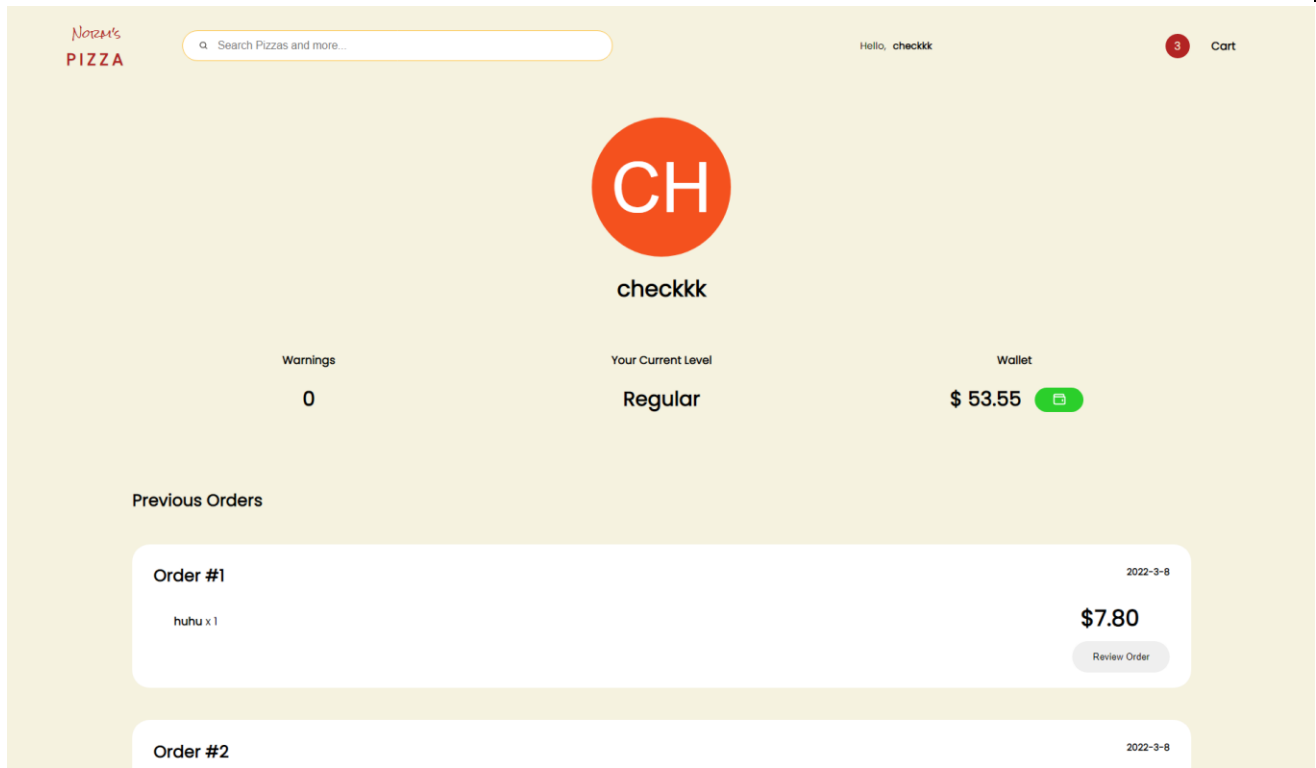 Norm's
PIZZA
Search Pizzas and more...
Hello, checkkk
3
Cart
CH
checkkk
Warnings
Your Current Level
Wallet
0
Regular
$ 53.55
Previous Orders
Order #1
2022-3-8
huhu x 1
$7.80
Review Order
Order #2
2022-3-8